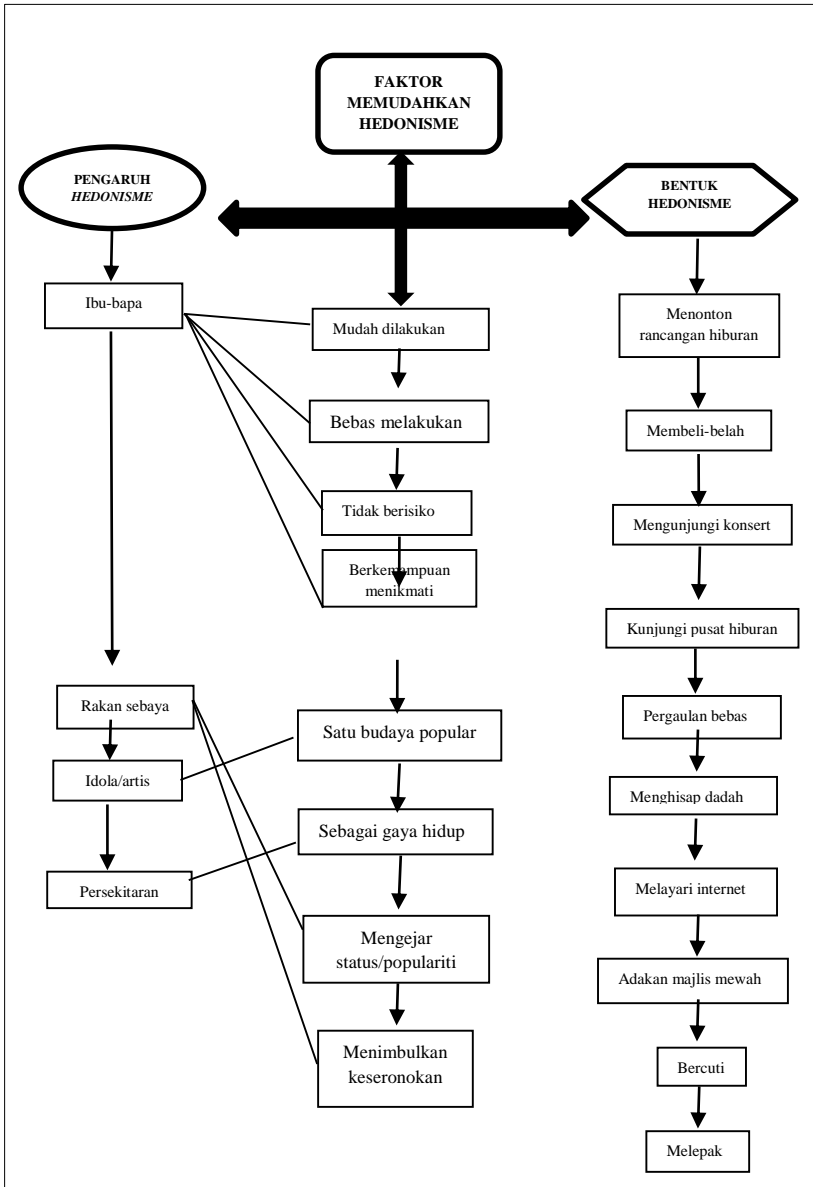 FAKTOR
MEMUDAHKAN
HEDONISME
PENGARUH
HEDONISME
BENTUK
HEDONISME
Ibu-bapa
Rakan sebaya
Idola/artis
Persekitaran
Mudah dilakukan
Bebas melakukan
Tidak berisiko
Berkemampuan
menikmati
Satu budaya popular
Sebagai gaya hidup
Mengejar
status/populariti
Menimbulkan
keseronokan
Menonton
rancangan hiburan
Membeli-belah
Mengunjungi konsert
Kunjungi pusat hiburan
Pergaulan bebas
Menghisap dadah
Melayari internet
Adakan majlis mewah
Bercuti
Melepak